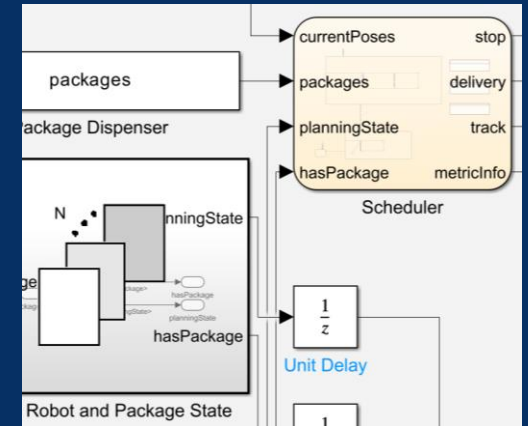 currentPoses
stop
packages
packages
delivery
ackage Dispenser
planningState
track
hasPackage
metricInfo
Scheduler
N
nningState
hasPackage
planningState
hasPackage
1
z
Unit Delay
Robot and Package State
1